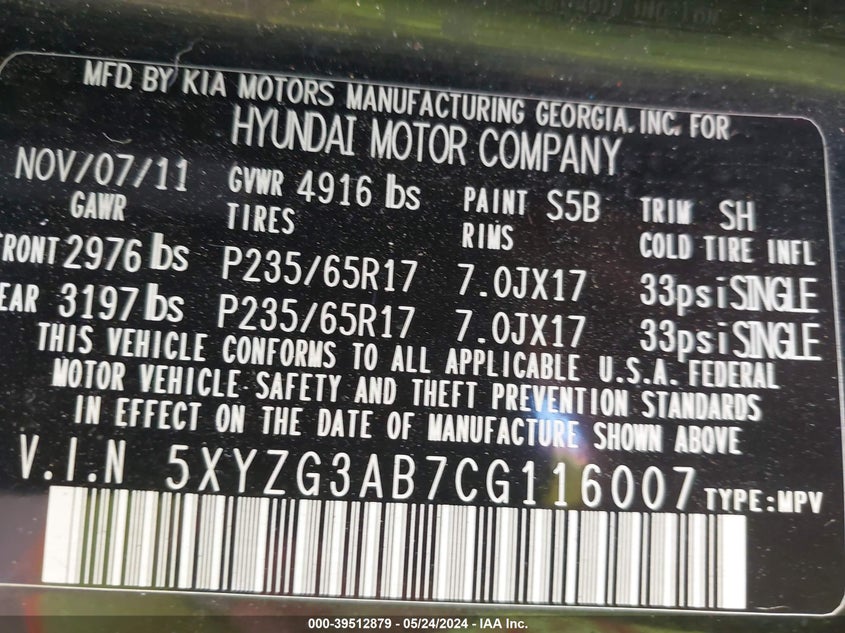 MFD. BY KIA MOTORS MANUFACTURING GEORGIA, INC. FOR
HYUNDAI MOTOR COMPANY
NOV/07/11 GVWR 4916 lbs PAINT S5B TRIM SH
GAWR TIRES RIMS COLD TIRE INFL
FRONT 2976 lbs P235/65R17 7.0JX17 33psi SINGLE
EAR 3197 lbs P235/65R17 7.0JX17 33psi SINGLE
THIS VEHICLE CONFORMS TO ALL APPLICABLE U.S.A. FEDERAL
MOTOR VEHICLE SAFETY AND THEFT PREVENTION STANDARDS
IN EFFECT ON THE DATE OF MANUFACTURE SHOWN ABOVE
V.I.N 5XYZG3AB7CG116007 TYPE:MPV
000-39512879 - 05/24/2024 - IAA Inc.